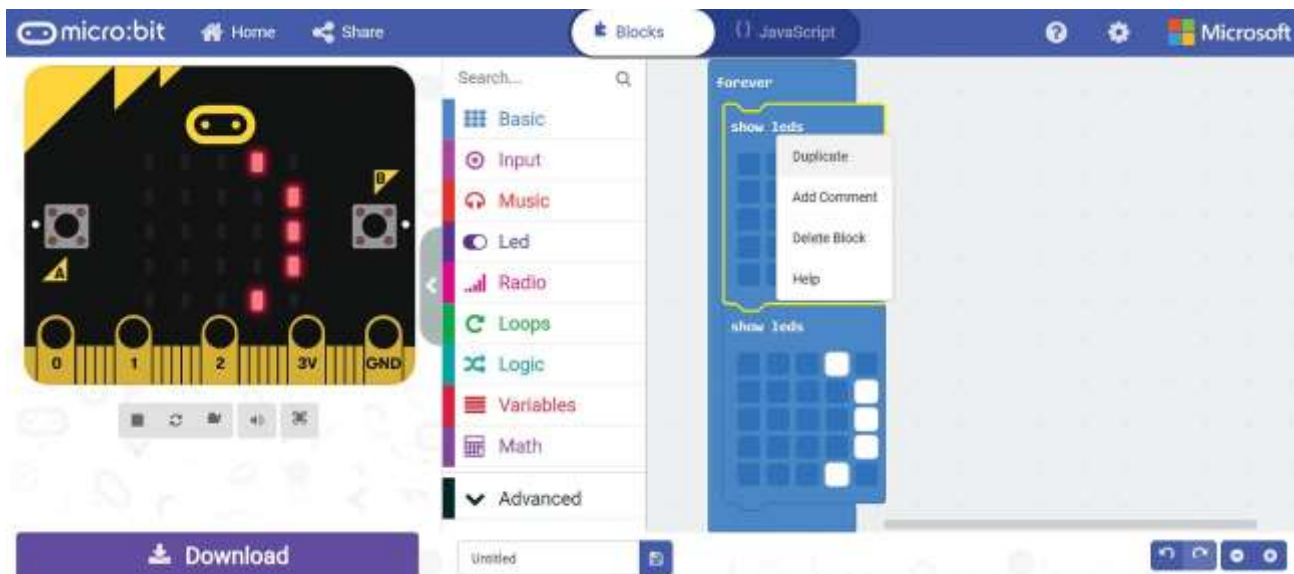 micro:bit Home Share Blocks {} JavaScript Microsoft
Search...
Basic
Input
Music
Led
Radio
Loops
Logic
Variables
Math
Advanced
B
A
0 1 2 3V GND
Download
Untitled
forever
show leds
Duplicate
Add Comment
Delete Block
Help
show leds